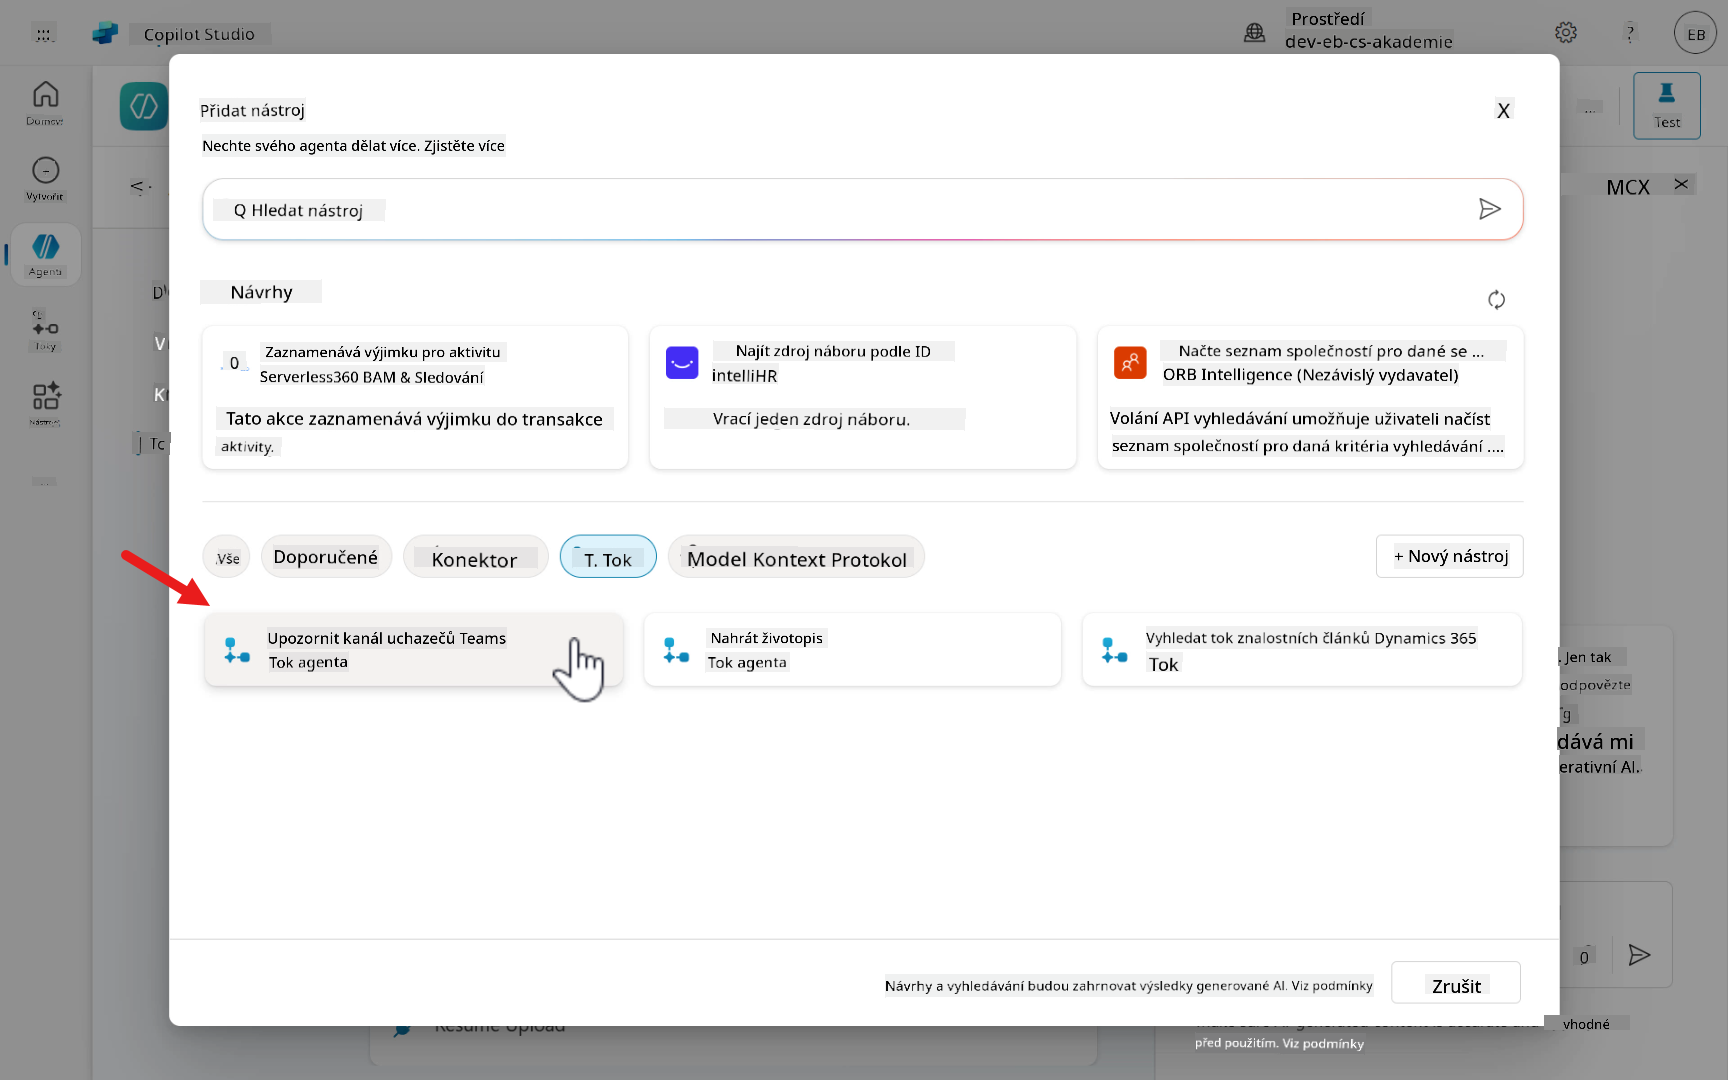 Copilot Studio
Prostředí
dev-eb-cs-akademie
?
EB
Domovs
Vytvořit
Agenti
Toky
Test
MCX
Přidat nástroj
X
Nechte svého agenta dělat více. Zjistěte více
Q Hledat nástroj
Návrhy
0
Zaznamenává výjimku pro aktivitu
Serverless360 BAM & Sledování
Tato akce zaznamenává výjimku do transakce
aktivity.
Najít zdroj náboru podle ID
intelliHR
Vrací jeden zdroj náboru.
Načte seznam společností pro dané se ...
ORB Intelligence (Nezávislý vydavatel)
Volání API vyhledávání umožňuje uživateli načíst
seznam společností pro daná kritéria vyhledávání ....
Vše
Doporučené
Konektor
T. Tok
Model Kontext Protokol
+ Nový nástroj
Upozornit kanál uchazečů Teams
Tok agenta
Nahrát životopis
Tok agenta
Vyhledat tok znalostních článků Dynamics 365
Tok
Jen tak
odpovězte
dává mi
erativní AI.
0
Návrhy a vyhledávání budou zahrnovat výsledky generované AI. Viz podmínky
Zrušit
Resume Upload
vhodné
před použitím. Viz podmínky